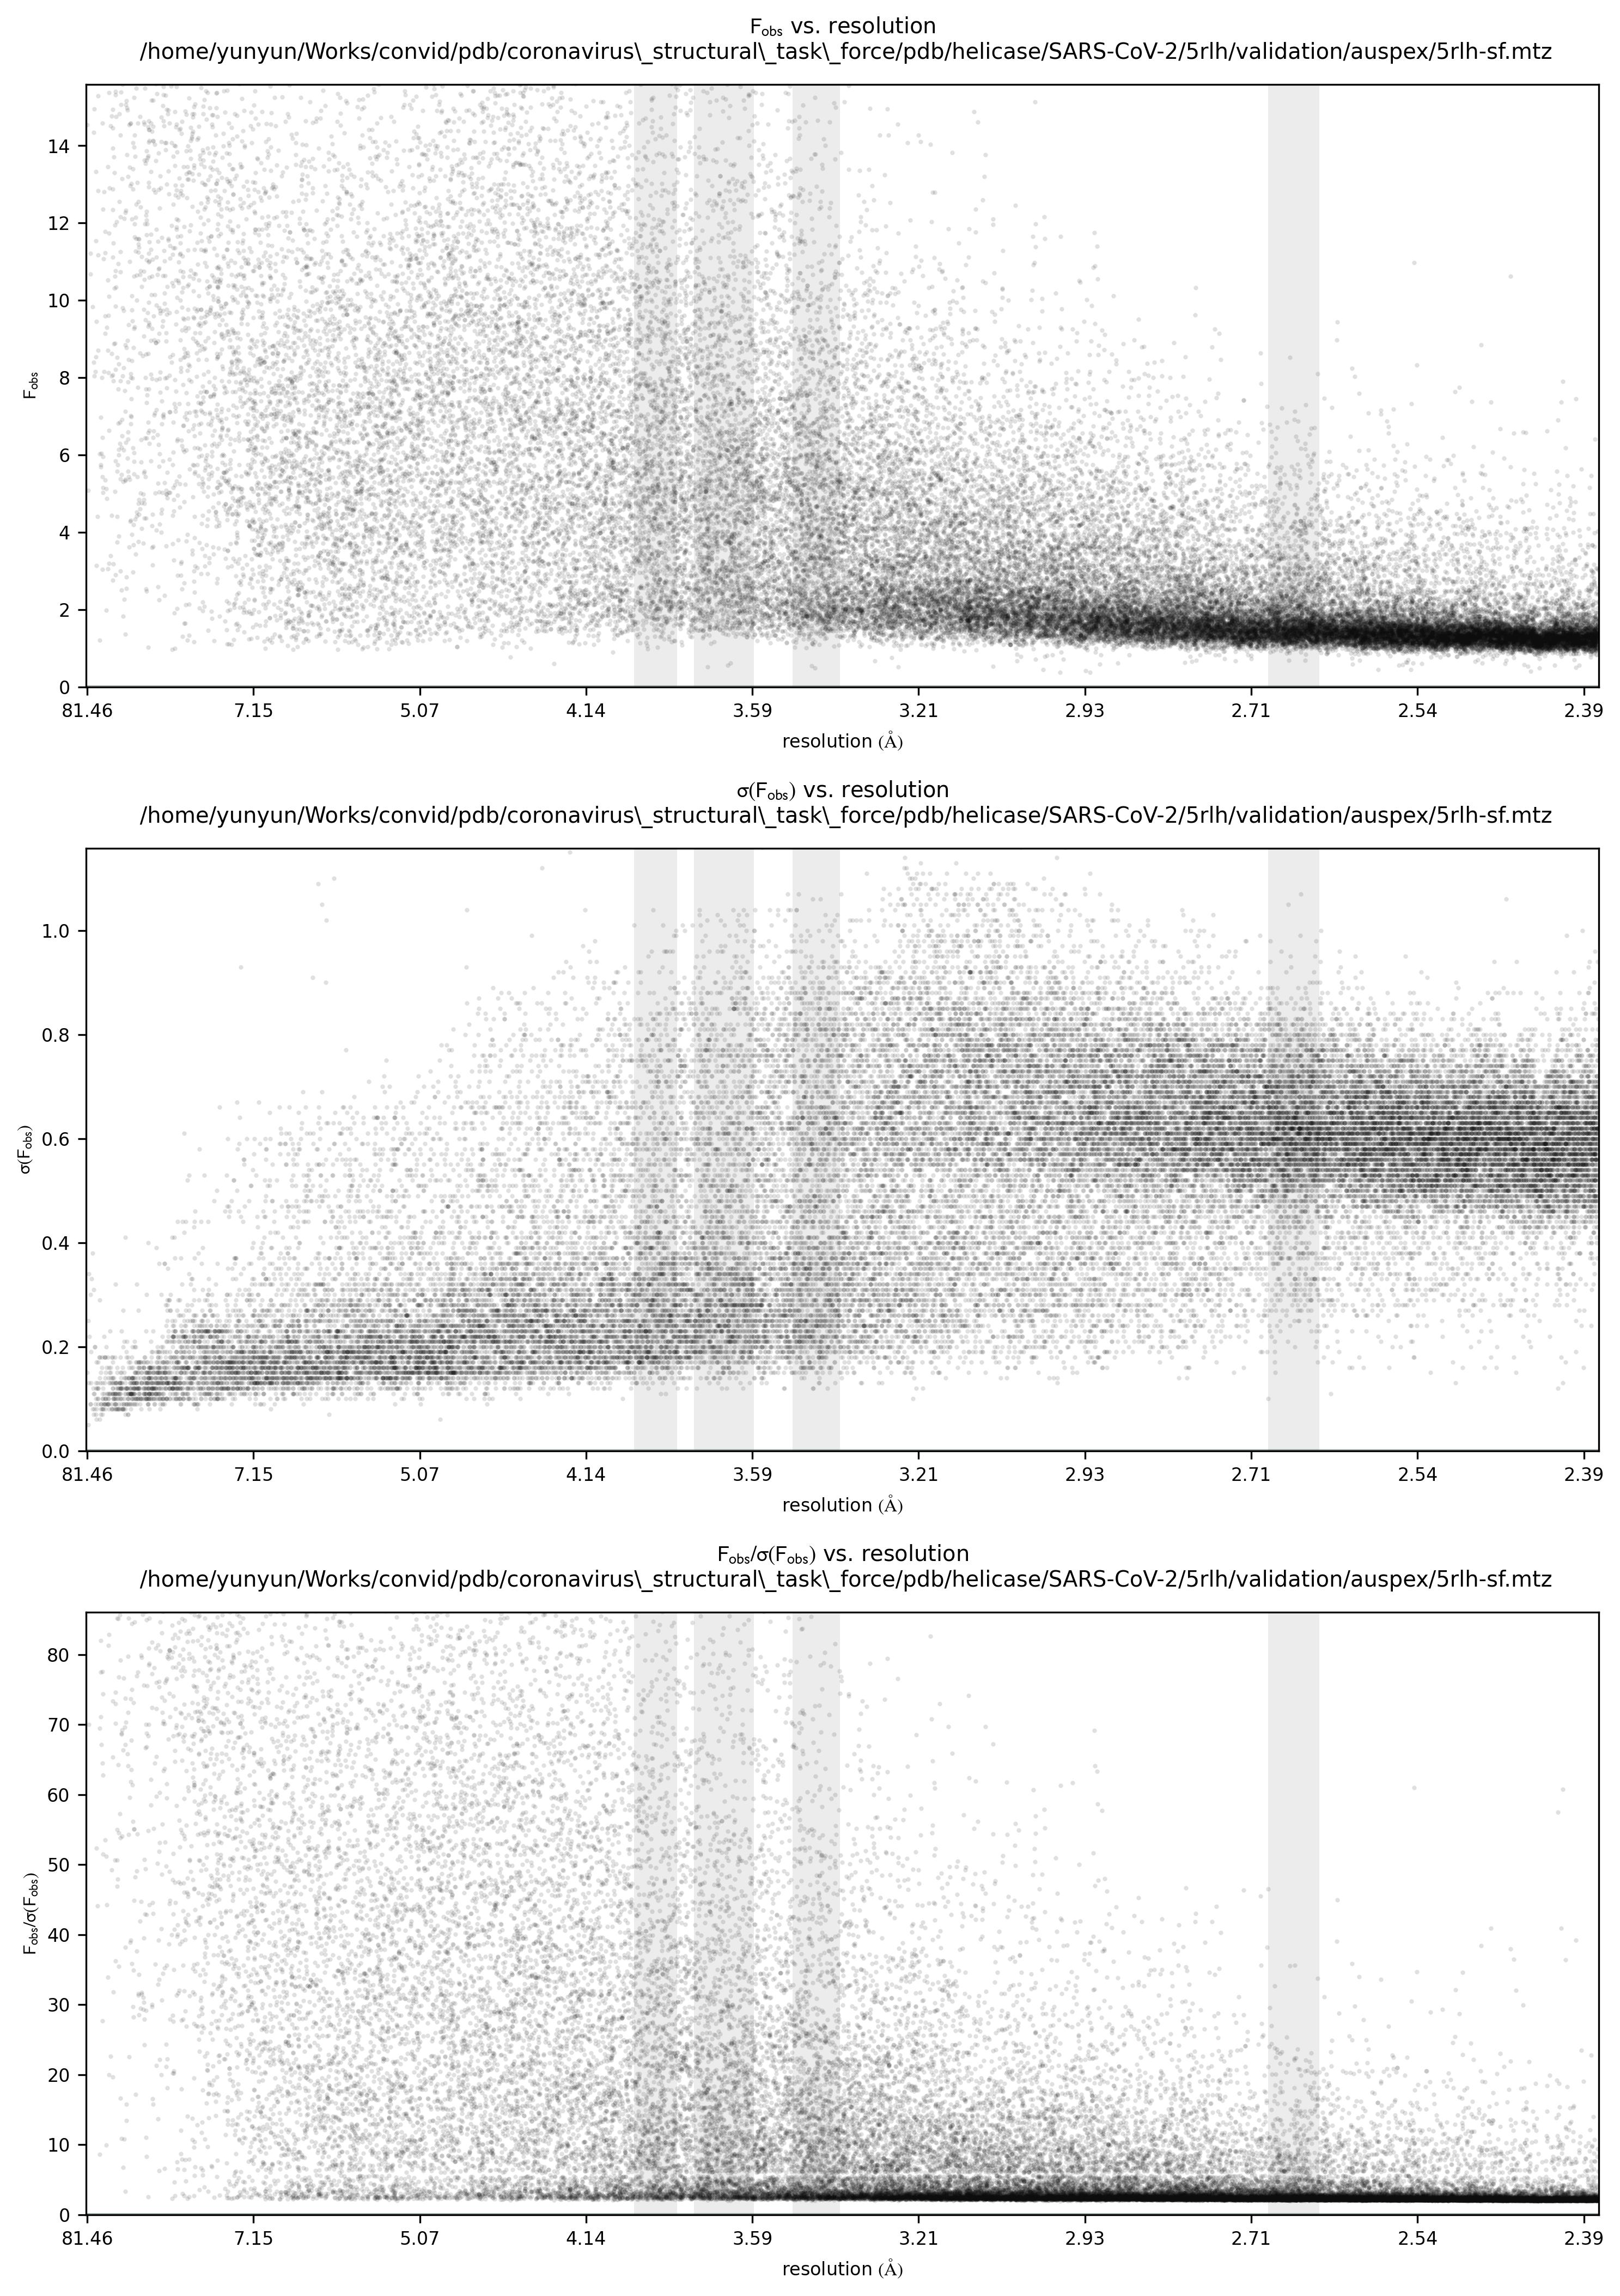 Fobs vs. resolution
/home/yunyun/Works/convid/pdb/coronavirus\_structural\_task\_force/pdb/helicase/SARS-CoV-2/5rlh/validation/auspex/5rlh-sf.mtz
14
12
10
8
6
4
2
0
Fobs
81.46 7.15 5.07 4.14 3.59 3.21 2.93 2.71 2.54 2.39
resolution (Å)
σ(Fobs) vs. resolution
/home/yunyun/Works/convid/pdb/coronavirus\_structural\_task\_force/pdb/helicase/SARS-CoV-2/5rlh/validation/auspex/5rlh-sf.mtz
1.0
0.8
0.6
0.4
0.2
0.0
σ(Fobs)
81.46 7.15 5.07 4.14 3.59 3.21 2.93 2.71 2.54 2.39
resolution (Å)
Fobs/σ(Fobs) vs. resolution
/home/yunyun/Works/convid/pdb/coronavirus\_structural\_task\_force/pdb/helicase/SARS-CoV-2/5rlh/validation/auspex/5rlh-sf.mtz
80
70
60
50
40
30
20
10
0
Fobs/σ(Fobs)
81.46 7.15 5.07 4.14 3.59 3.21 2.93 2.71 2.54 2.39
resolution (Å)